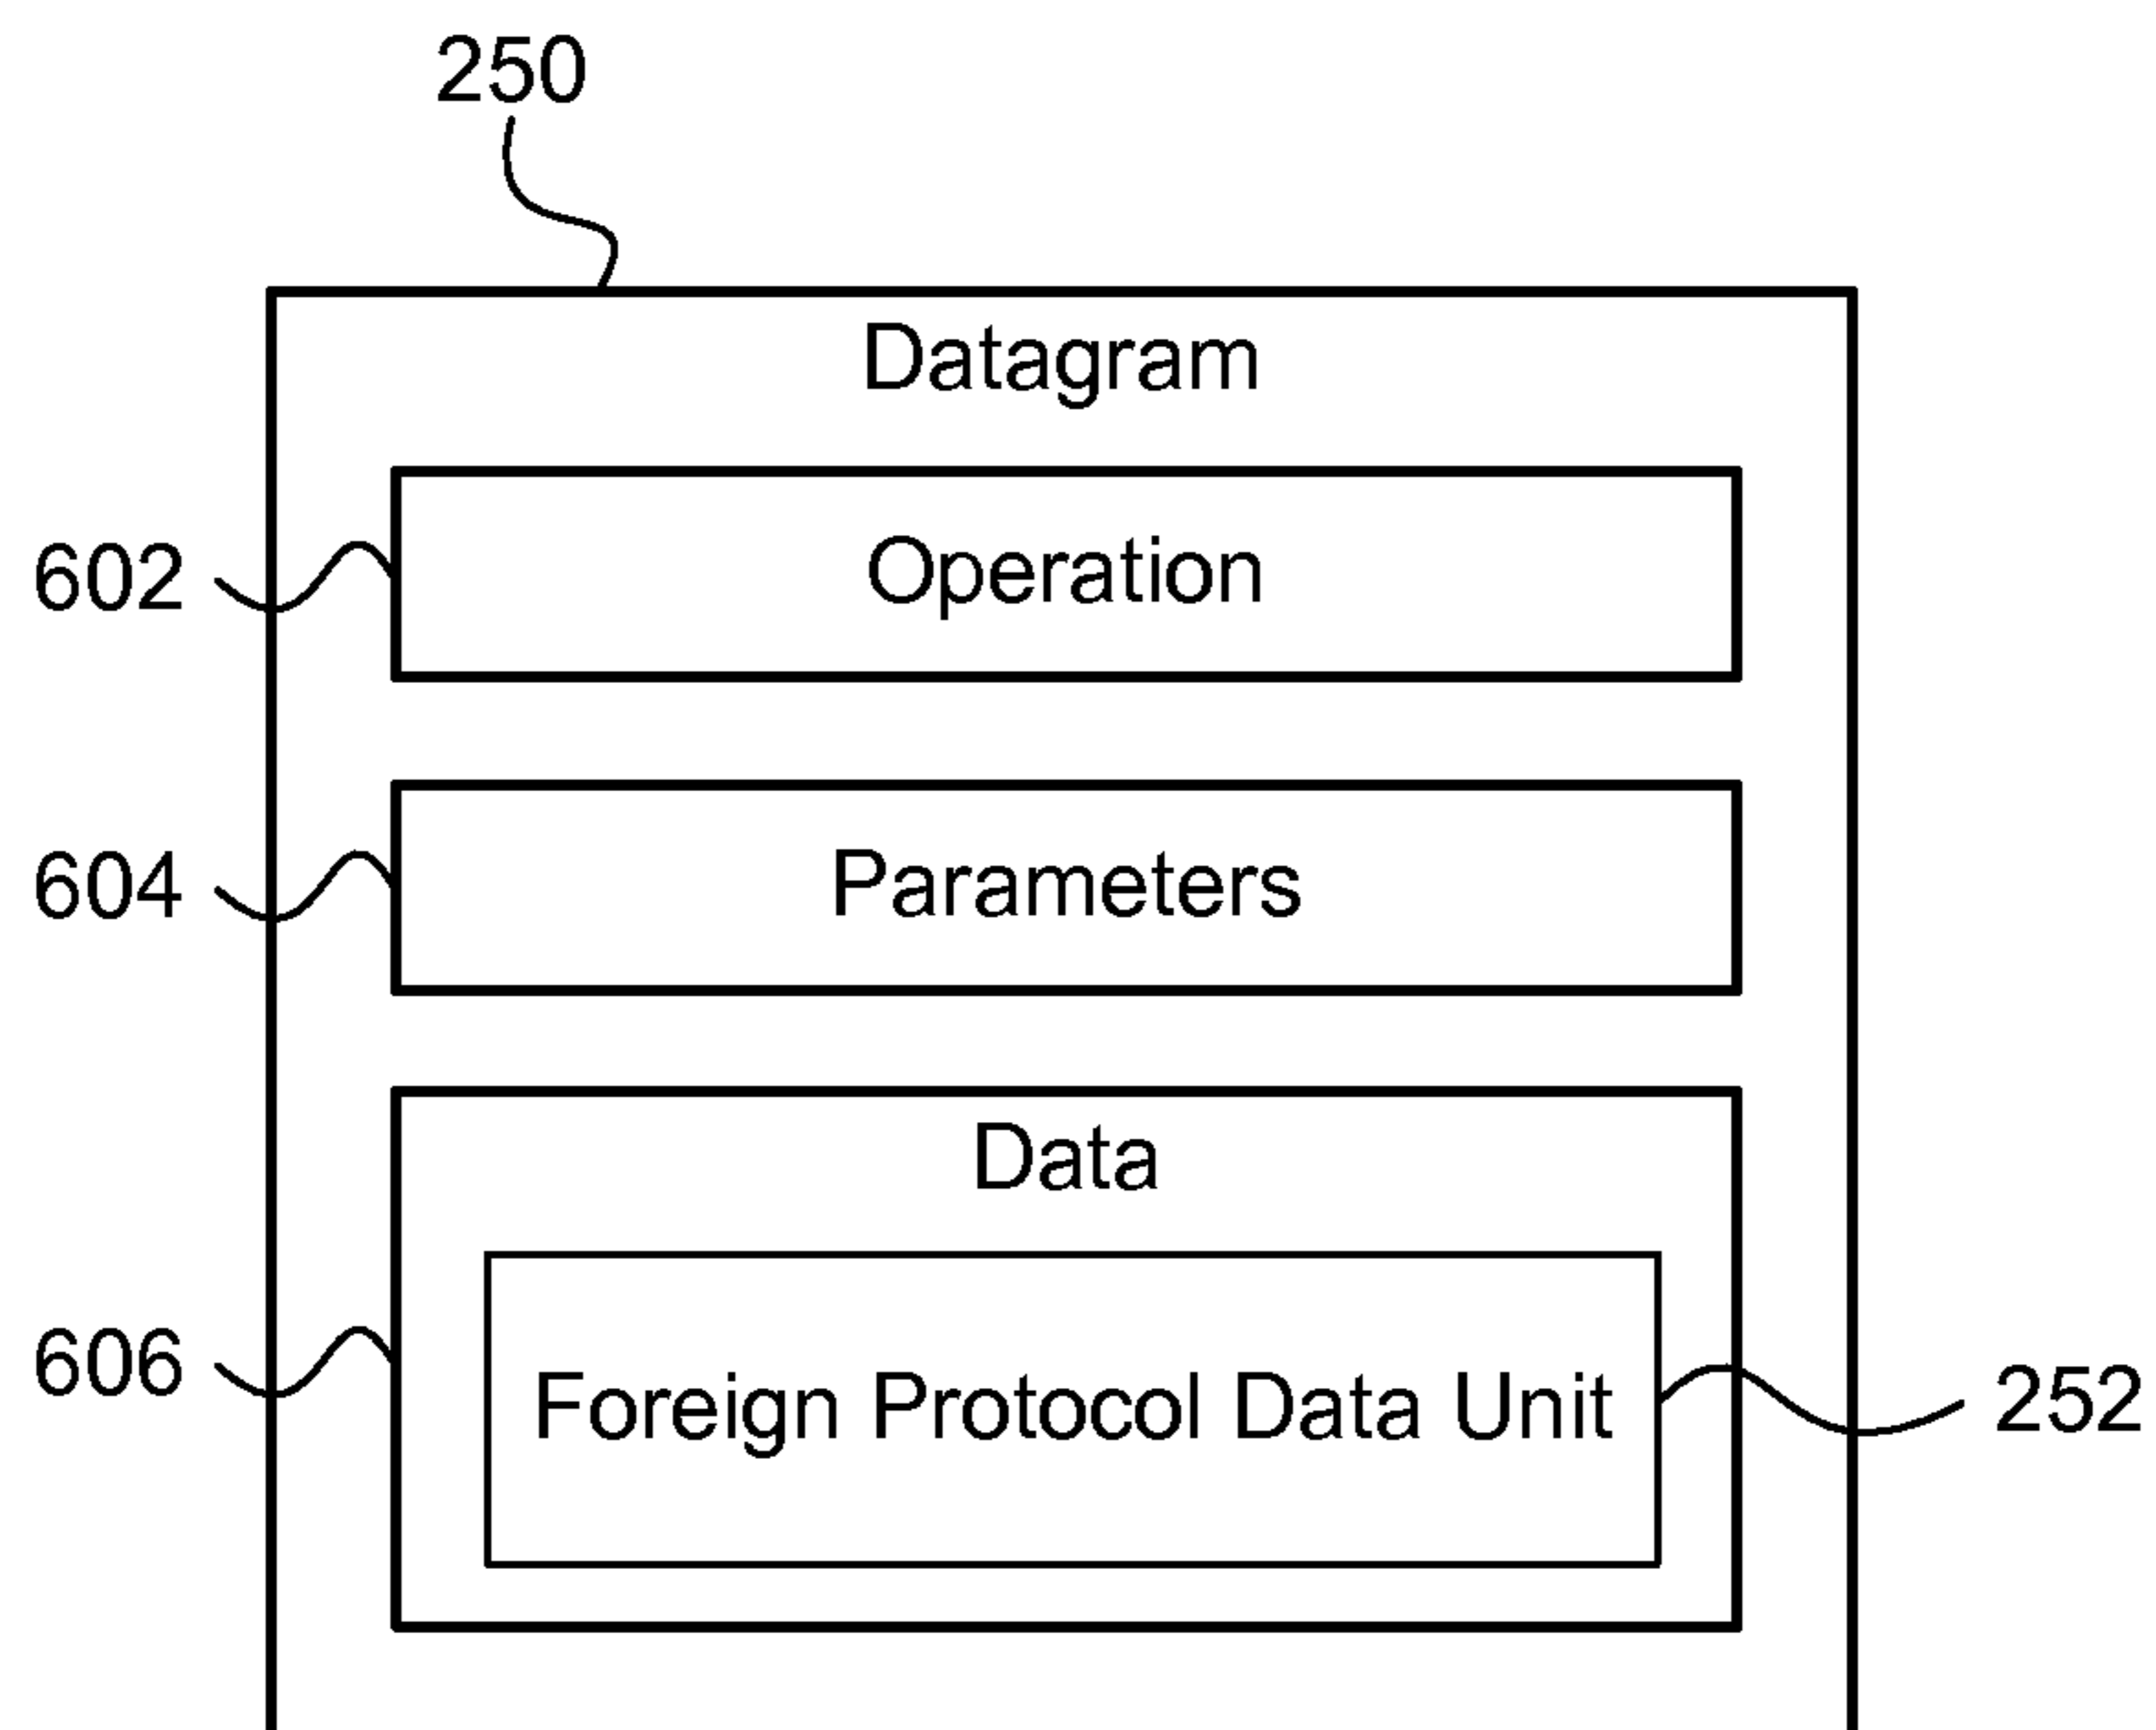 250
Datagram
602
Operation
604
Parameters
Data
606
Foreign Protocol Data Unit
252